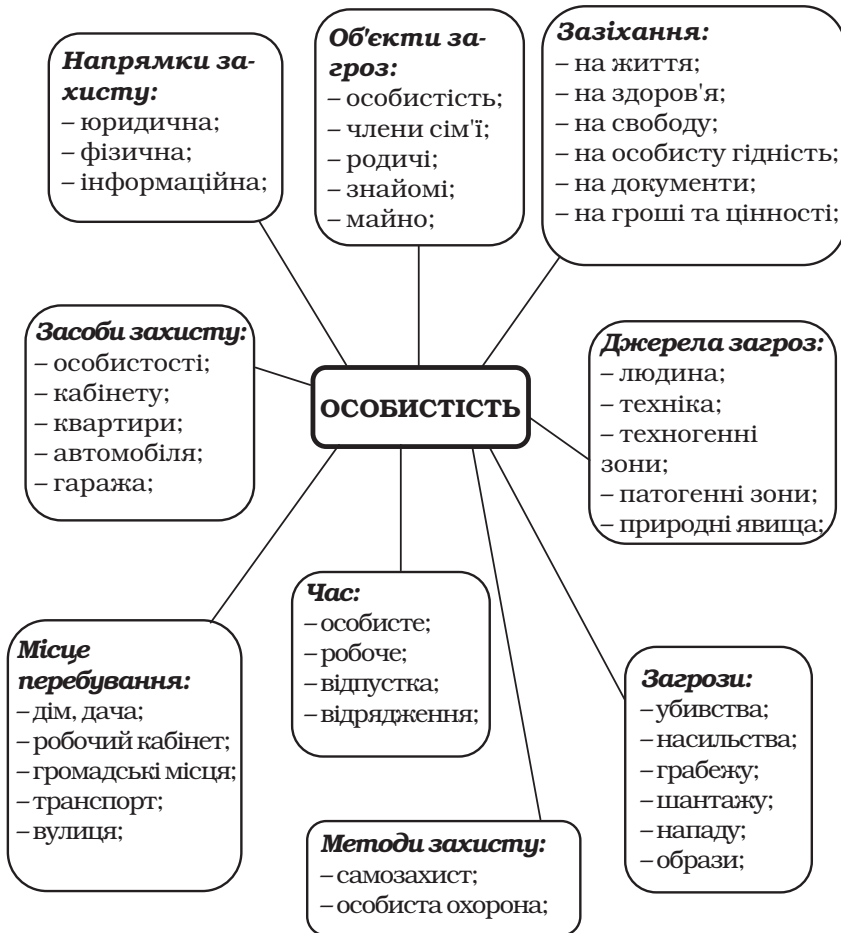 Напрямки за-
хисту:
– юридична;
– фізична;
– інформаційна;
Об'єкти за-
гроз:
– особистість;
– члени сім'ї;
– родичі;
– знайомі;
– майно;
Зазіхання:
– на життя;
– на здоров'я;
– на свободу;
– на особисту гідність;
– на документи;
– на гроші та цінності;
Засоби захисту:
– особистості;
– кабінету;
– квартири;
– автомобіля;
– гаража;
ОСОБИСТІСТЬ
Джерела загроз:
– людина;
– техніка;
– техногенні
зони;
– патогенні зони;
– природні явища;
Місце
перебування:
– дім, дача;
– робочий кабінет;
– громадські місця;
– транспорт;
– вулиця;
Час:
– особисте;
– робоче;
– відпустка;
– відрядження;
Методи захисту:
– самозахист;
– особиста охорона;
Загрози:
– убивства;
– насильства;
– грабежу;
– шантажу;
– нападу;
– образи;